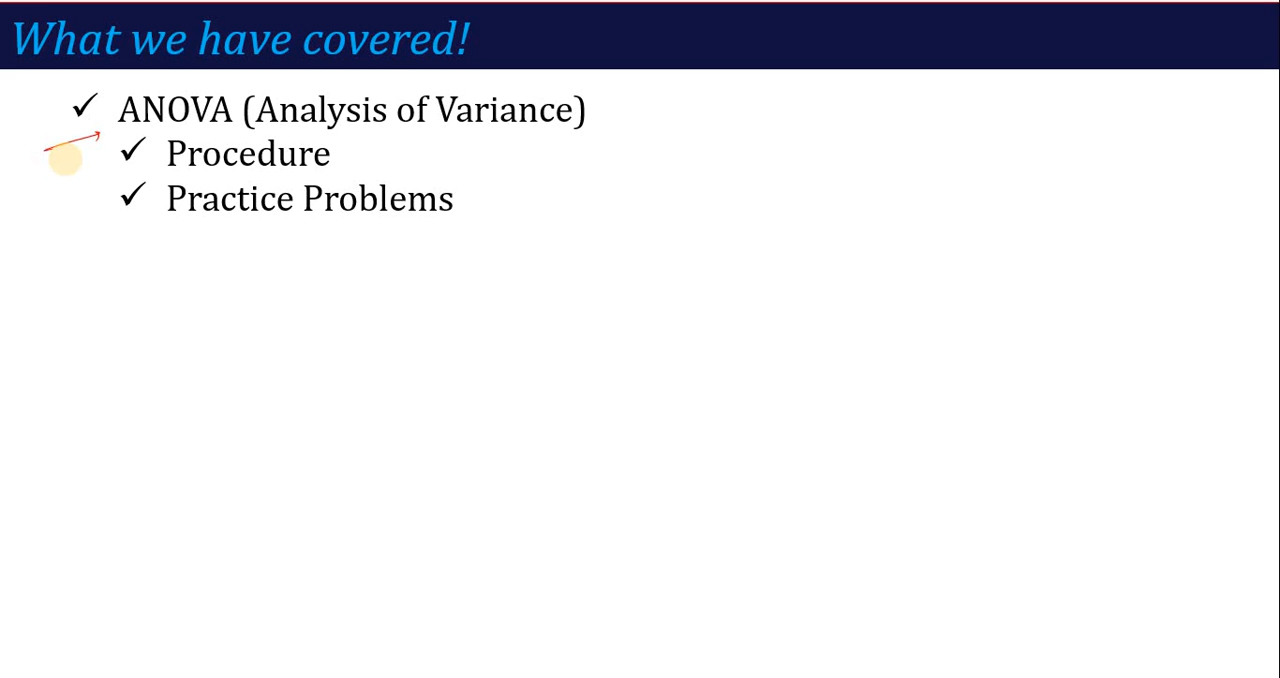 What we have covered!
✓ ANOVA (Analysis of Variance)
✓ Procedure
✓ Practice Problems